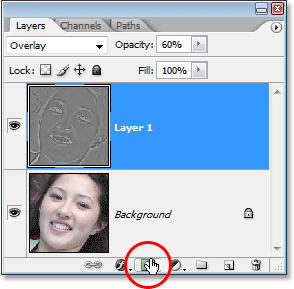 Layers Channels Paths
Overlay Opacity: 60%
Lock: Fill: 100%
Layer 1
Background